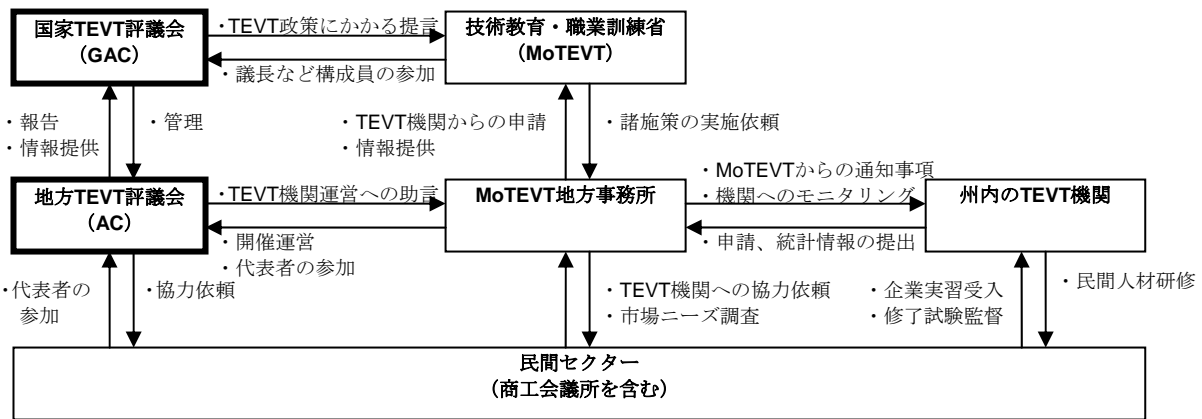 国家TEVT評議会
(GAC)
・TEVT政策にかかる提言
・議長など構成員の参加
技術教育・職業訓練省
(MoTEVT)
・報告
・情報提供
・管理
・TEVT機関からの申請
・情報提供
・諸施策の実施依頼
地方TEVT評議会
(AC)
・TEVT機関運営への助言
・開催運営
・代表者の参加
MoTEVT地方事務所
・MoTEVTからの通知事項
・機関へのモニタリング
・申請、統計情報の提出
州内のTEVT機関
・代表者の
参加
・協力依頼
・TEVT機関への協力依頼
・市場ニーズ調査
・企業実習受入
・修了試験監督
・民間人材研修
民間セクター
(商工会議所を含む)